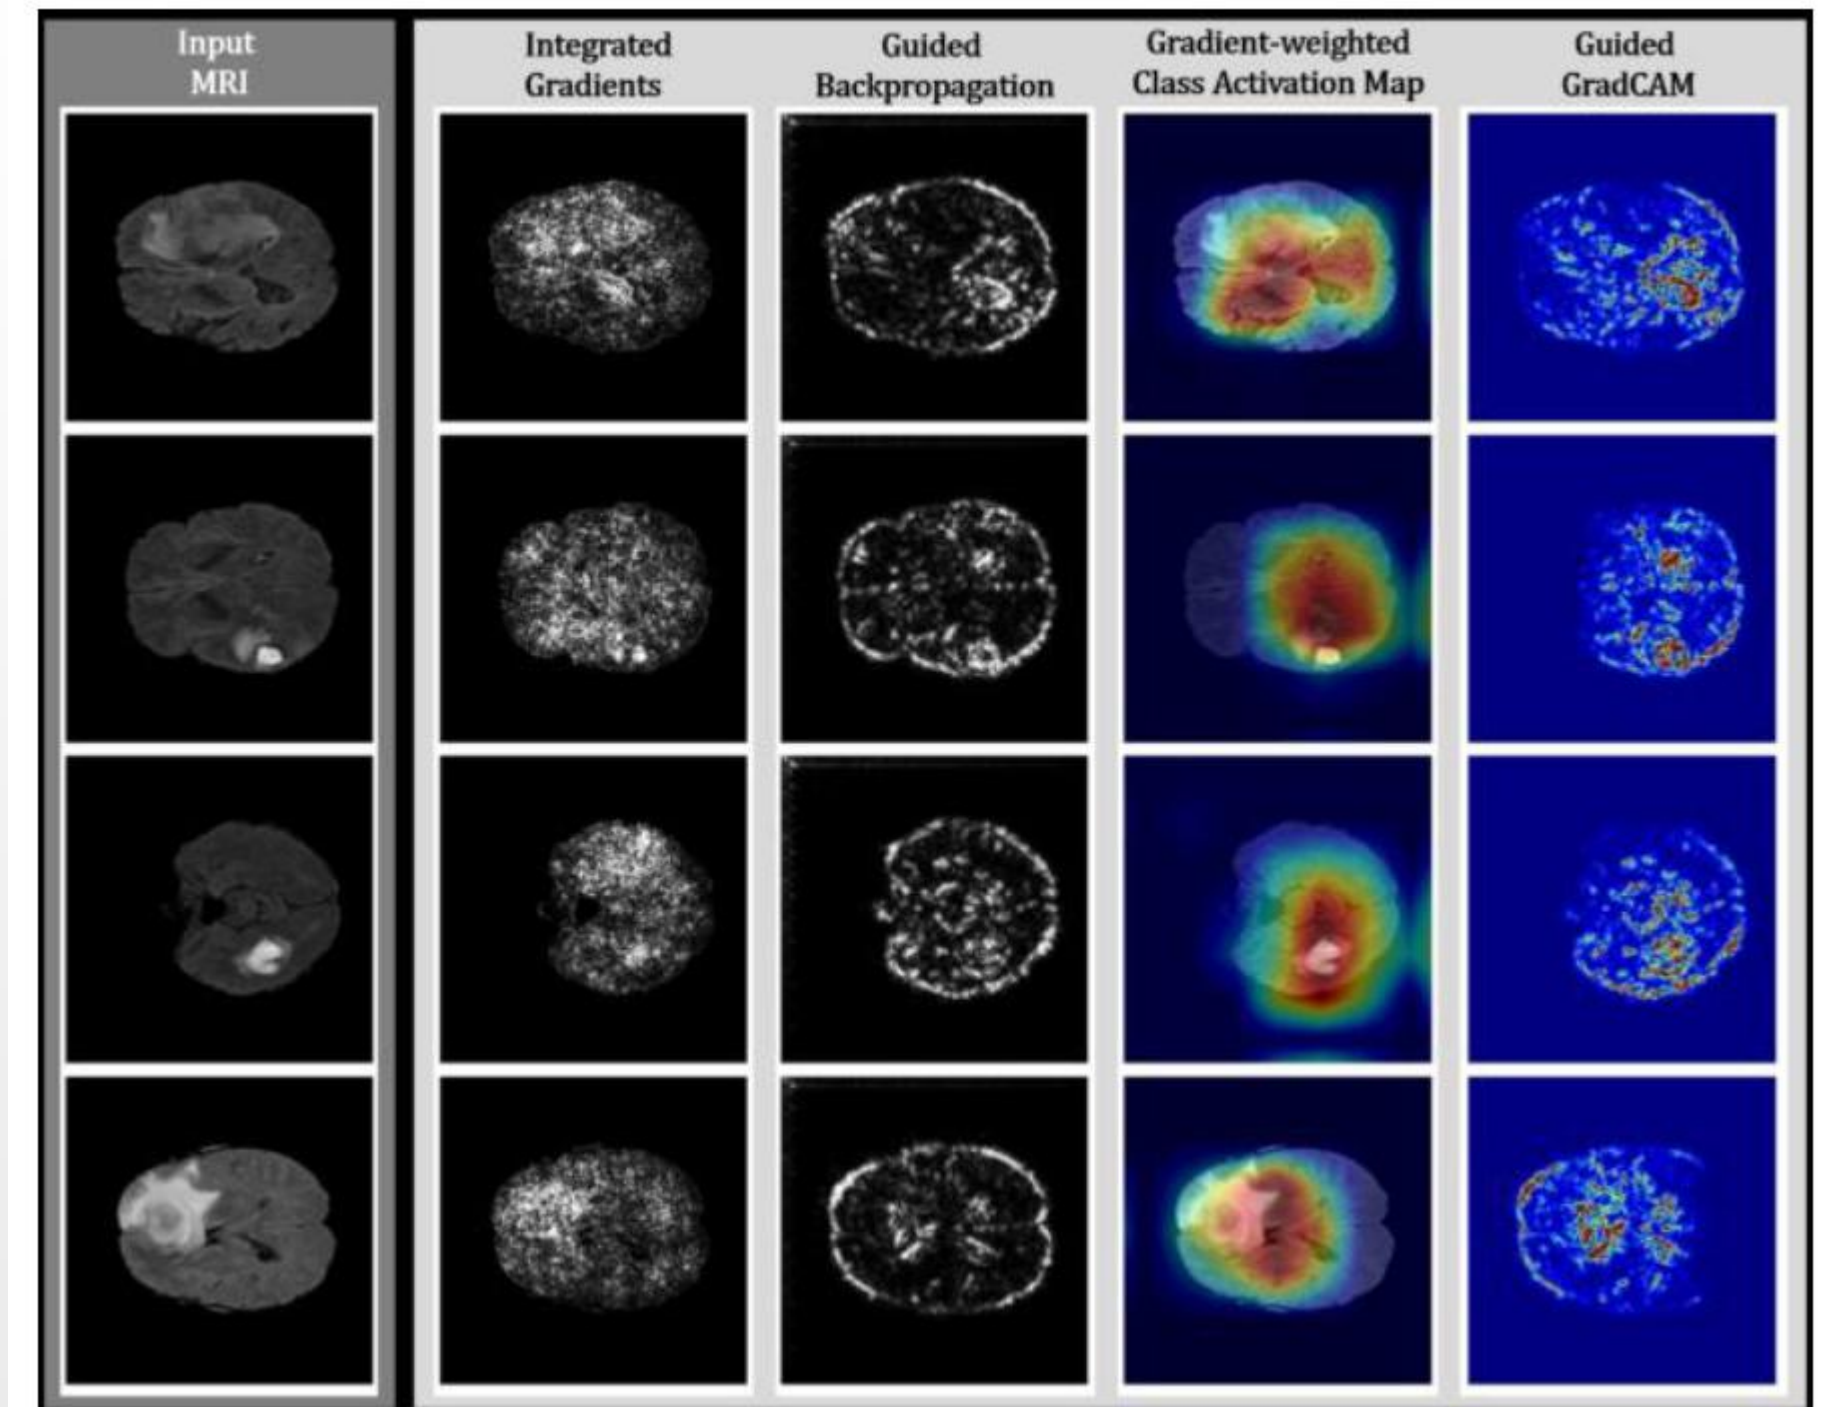 Input
MRI
Integrated
Gradients
Guided
Backpropagation
Gradient-weighted
Class Activation Map
Guided
GradCAM